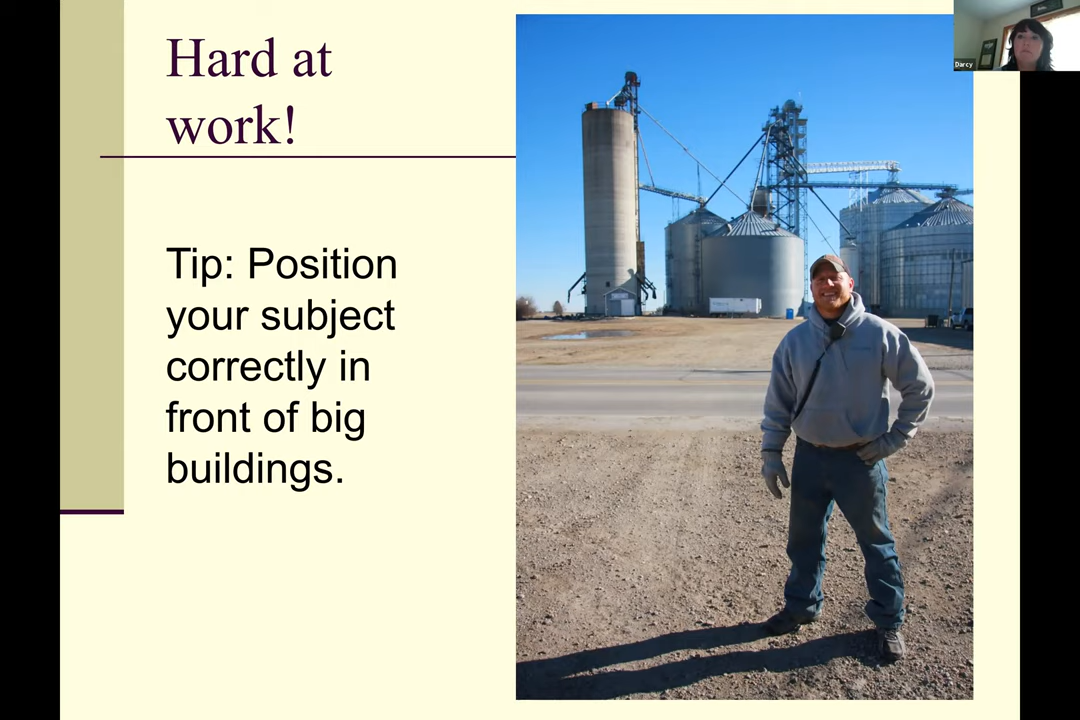 Hard at
work!
Tip: Position
your subject
correctly in
front of big
buildings.
Darcy